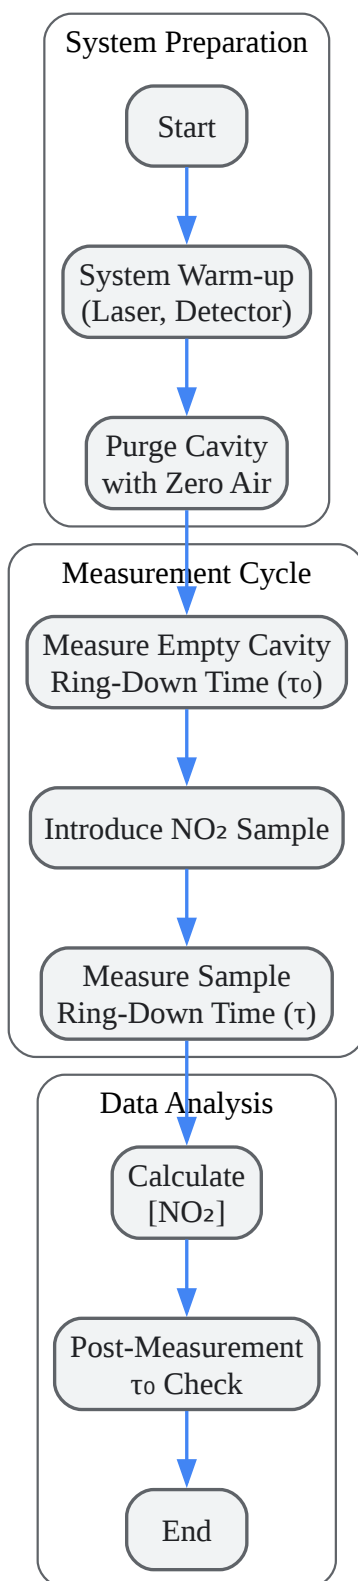 System Preparation
Start
System Warm-up
(Laser, Detector)
Purge Cavity
with Zero Air
Measurement Cycle
Measure Empty Cavity
Ring-Down Time (τ₀)
Introduce NO₂ Sample
Measure Sample
Ring-Down Time (τ)
Data Analysis
Calculate
[NO₂]
Post-Measurement
τ₀ Check
End